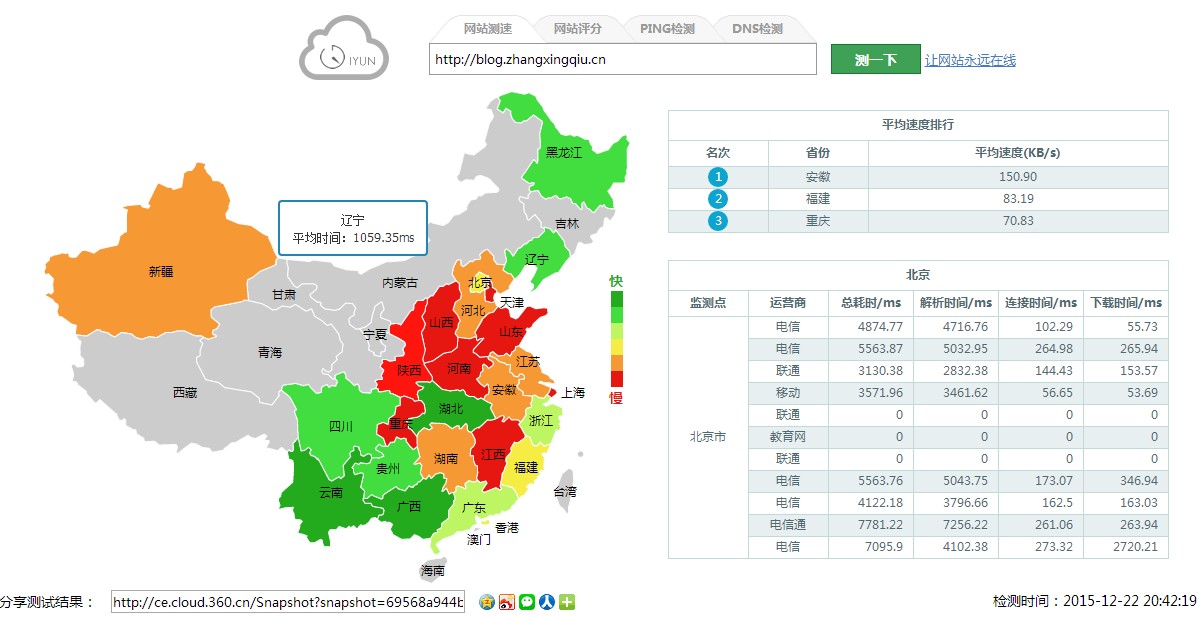 网站测速 网站评分 PING检测 DNS检测
IYUN
http://blog.zhangxingqiu.cn 测一下 让网站永远在线
平均速度排行
名次 省份 平均速度(KB/s)
1 安徽 150.90
2 福建 83.19
3 重庆 70.83
辽宁
平均时间：1059.35ms
黑龙江
吉林
辽宁
新疆
内蒙古
北京
甘肃
天津
河北
山西
宁夏
山东
青海
江苏
陕西
河南
安徽
西藏
上海
湖北
浙江
四川
重庆
江西
湖南
贵州
福建
云南
台湾
广西
广东
香港
澳门
海南
快
慢
北京
监测点 运营商 总耗时/ms 解析时间/ms 连接时间/ms 下载时间/ms
电信 4874.77 4716.76 102.29 55.73
电信 5563.87 5032.95 264.98 265.94
联通 3130.38 2832.38 144.43 153.57
移动 3571.96 3461.62 56.65 53.69
联通 0 0 0 0
北京市 教育网 0 0 0 0
联通 0 0 0 0
电信 5563.76 5043.75 173.07 346.94
电信 4122.18 3796.66 162.5 163.03
电信通 7781.22 7256.22 261.06 263.94
电信 7095.9 4102.38 273.32 2720.21
分享测试结果： http://ce.cloud.360.cn/Snapshot?snapshot=69568a944b
检测时间：2015-12-22 20:42:19